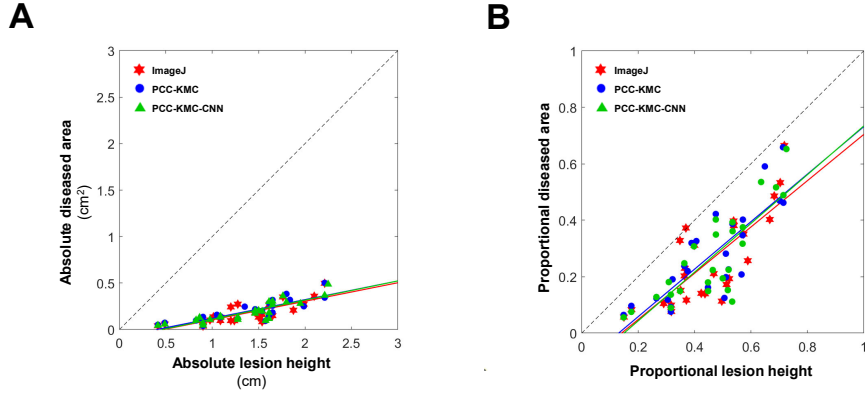 A
B
3
2.5
2
1.5
1
0.5
0
ImageJ
PCC-KMC
PCC-KMC-CNN
Absolute diseased area
(cm²)
0
0.5
1
1.5
2
2.5
3
Absolute lesion height
(cm)
1
0.8
0.6
0.4
0.2
0
ImageJ
PCC-KMC
PCC-KMC-CNN
Proportional diseased area
0
0.2
0.4
0.6
0.8
1
Proportional lesion height
.